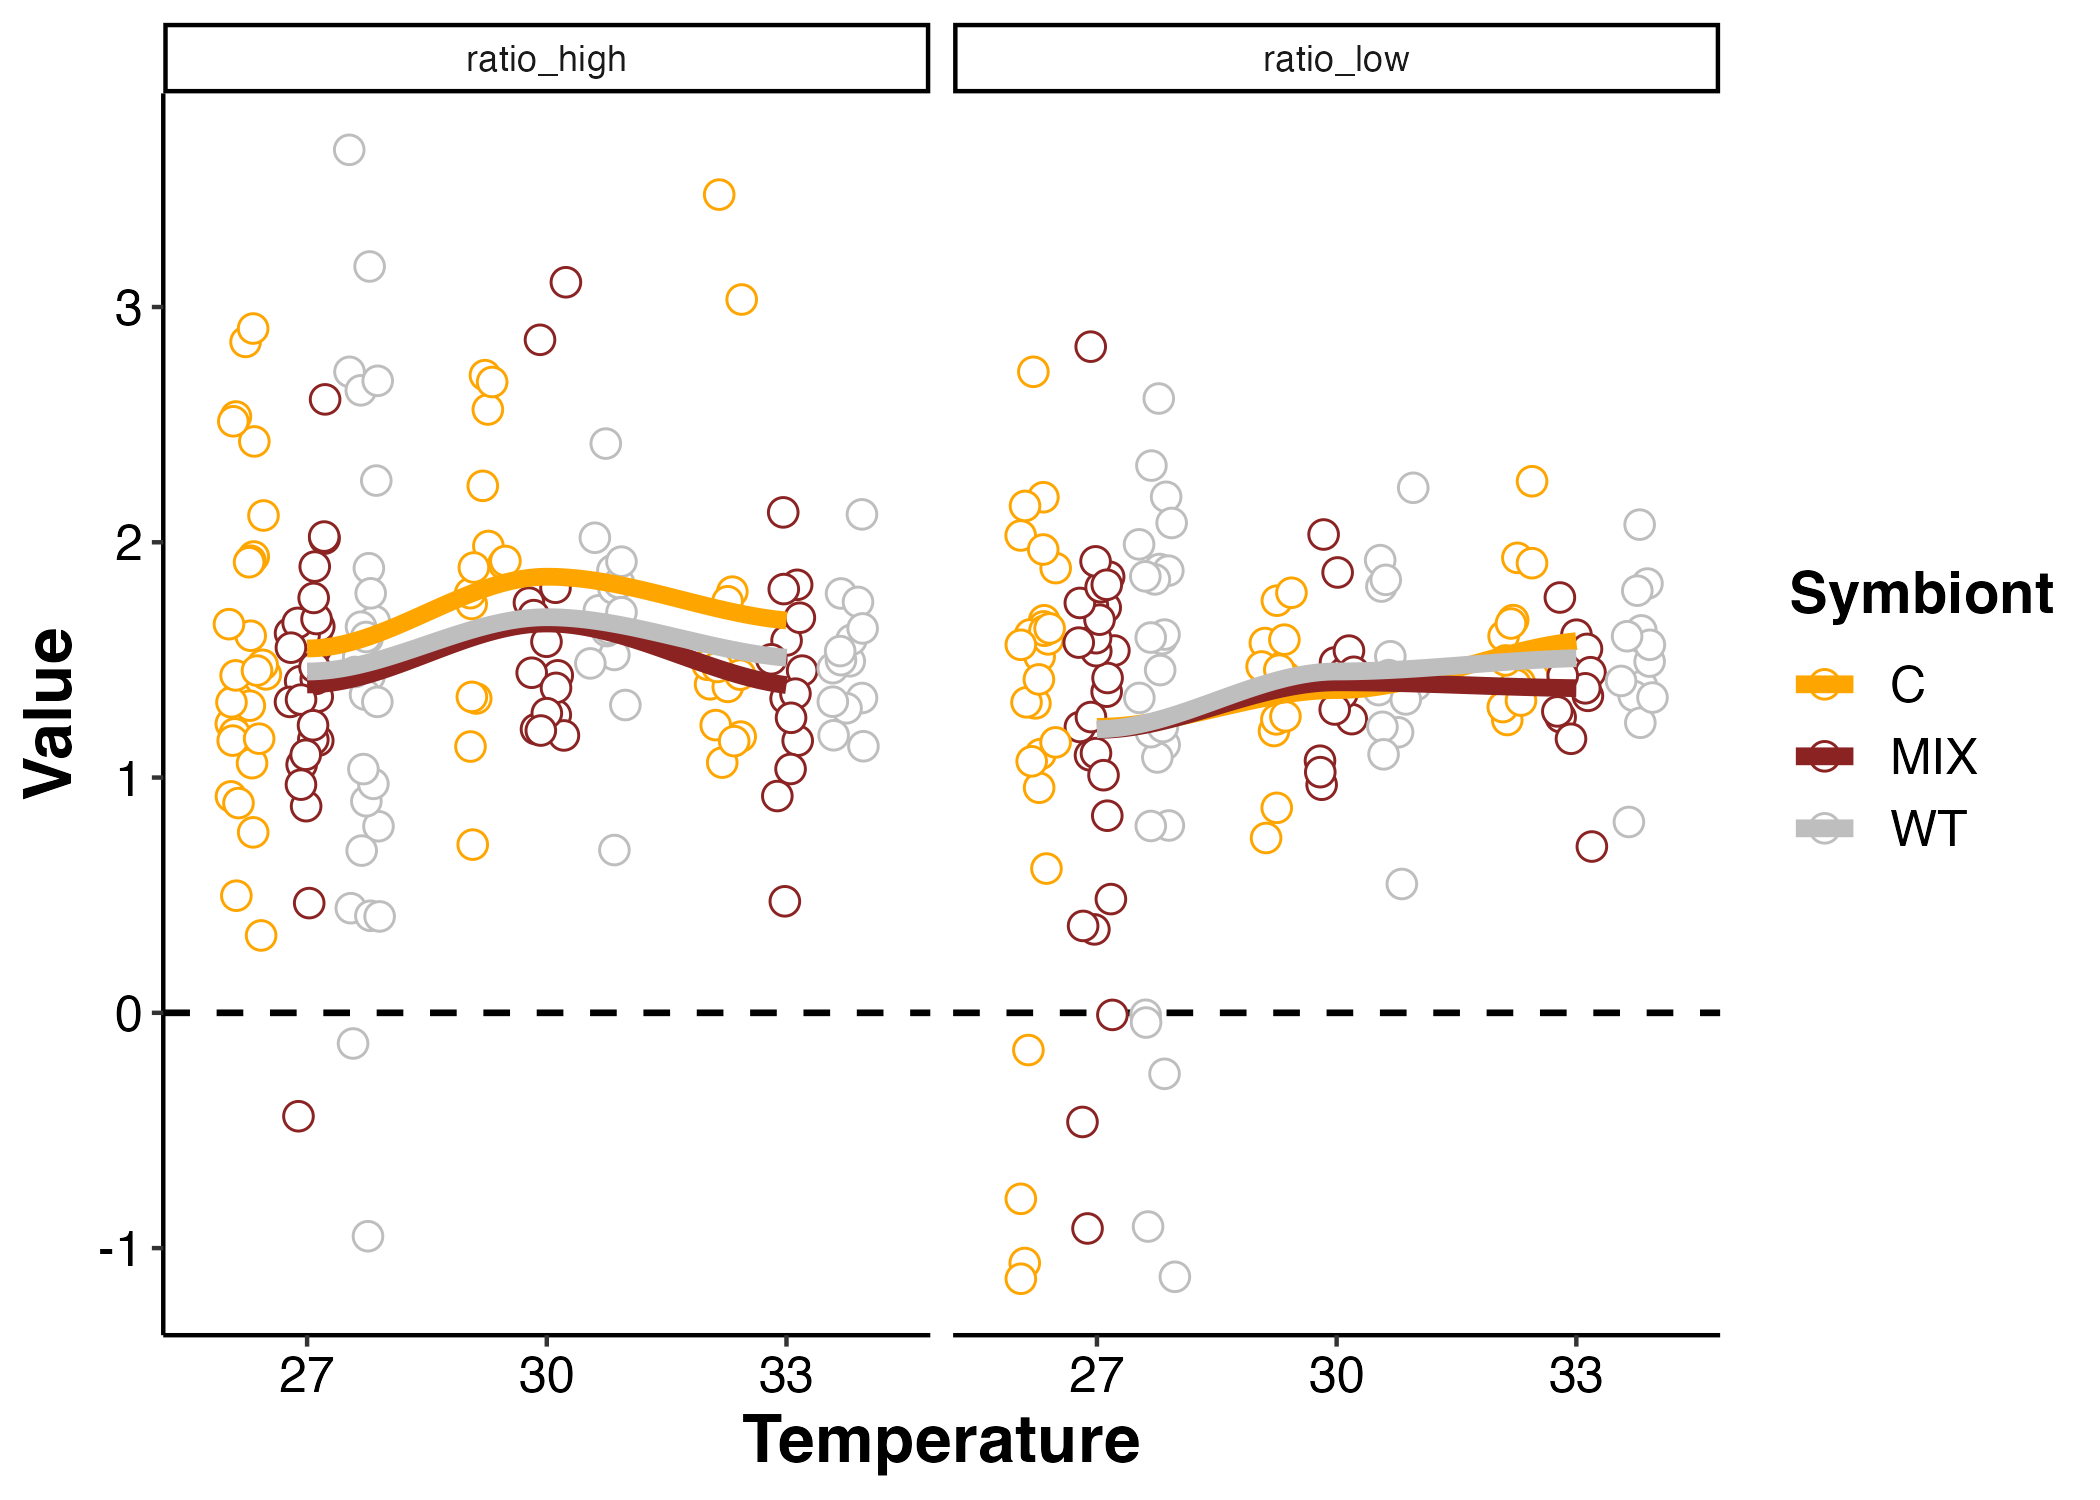 ratio_high
ratio_low
Value
3
2
1
0
-1
27
30
33
27
30
33
Temperature
Symbiont
C
MIX
WT